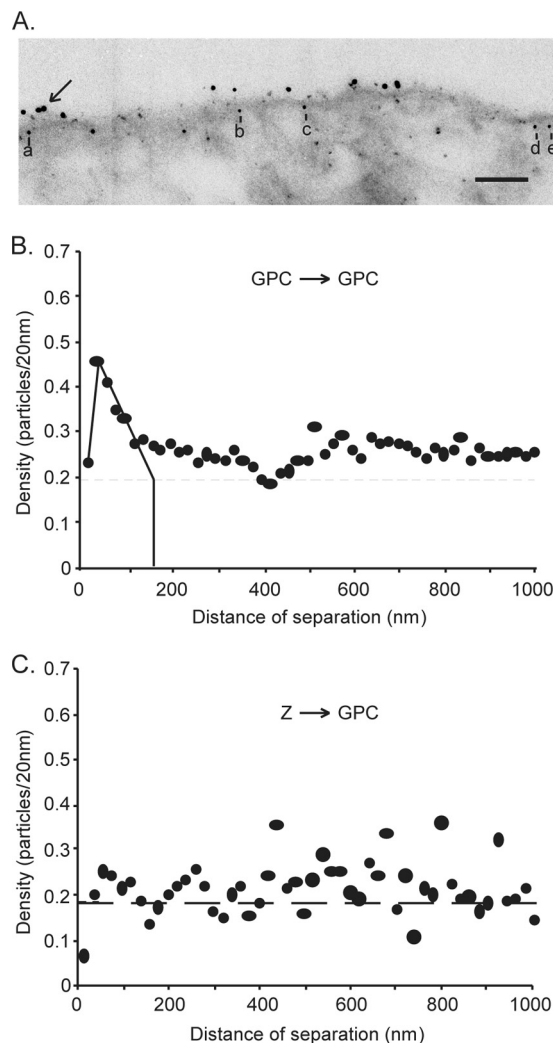 A.
a
b
c
d
e
B.
0.7
0.6
0.5
0.4
0.3
0.2
0.1
0
Density (particles/20nm)
GPC → GPC
0 200 400 600 800 1000
Distance of separation (nm)
C.
0.7
0.6
0.5
0.4
0.3
0.2
0.1
0
Density (particles/20nm)
Z → GPC
0 200 400 600 800 1000
Distance of separation (nm)